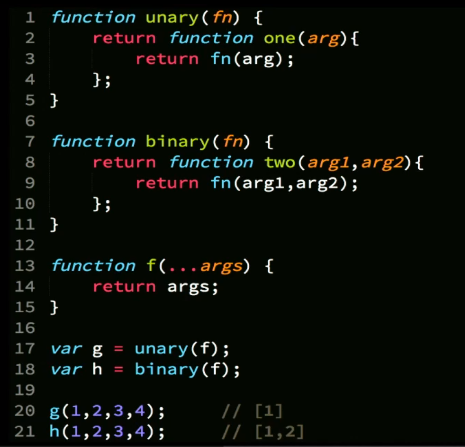 1 function unary(fn) {
2     return function one(arg){
3         return fn(arg);
4     };
5 }
6
7 function binary(fn) {
8     return function two(arg1,arg2){
9         return fn(arg1,arg2);
10     };
11 }
12
13 function f(...args) {
14     return args;
15 }
16
17 var g = unary(f);
18 var h = binary(f);
19
20 g(1,2,3,4);     // [1]
21 h(1,2,3,4);     // [1,2]